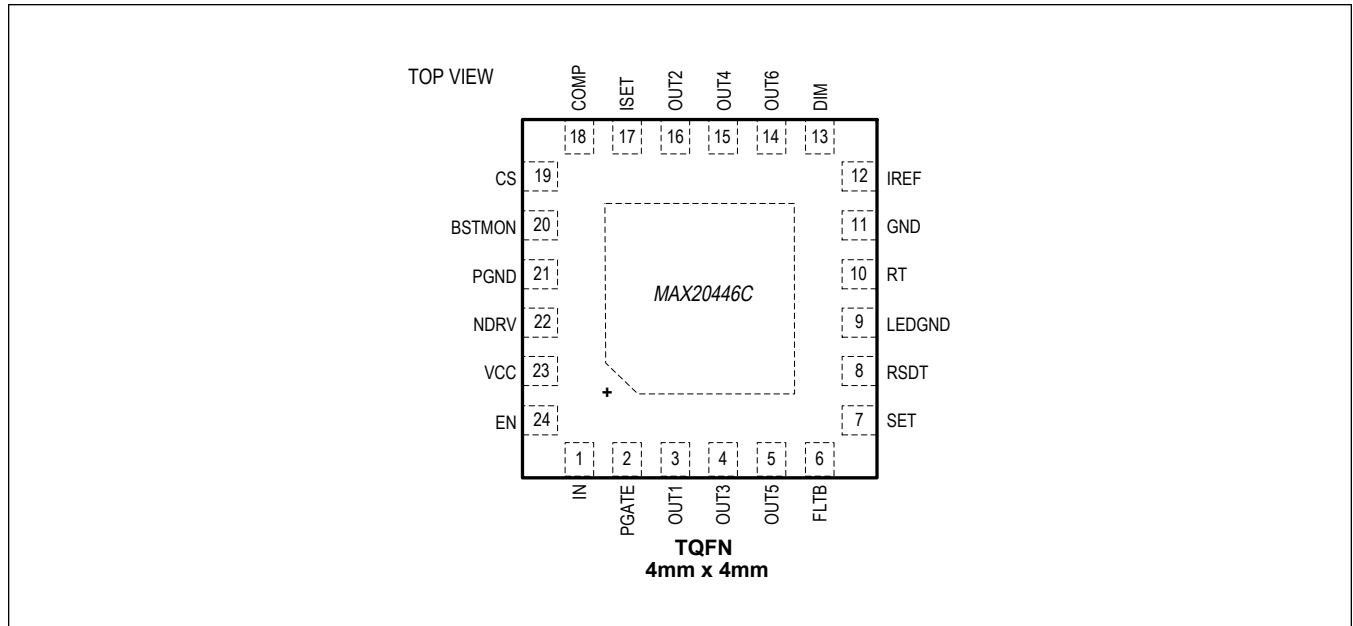 TOP VIEW
COMP
ISET
OUT2
OUT4
OUT6
DIM
18 17 16 15 14 13
CS 19 12 IREF
BSTMON 20 11 GND
PGND 21 10 RT
MAX20446C
NDRV 22 9 LEDGND
VCC 23 8 RSDT
+
EN 24 7 SET
1 2 3 4 5 6
IN
PGATE
OUT1
OUT3
OUT5
FLTB
TQFN
4mm x 4mm